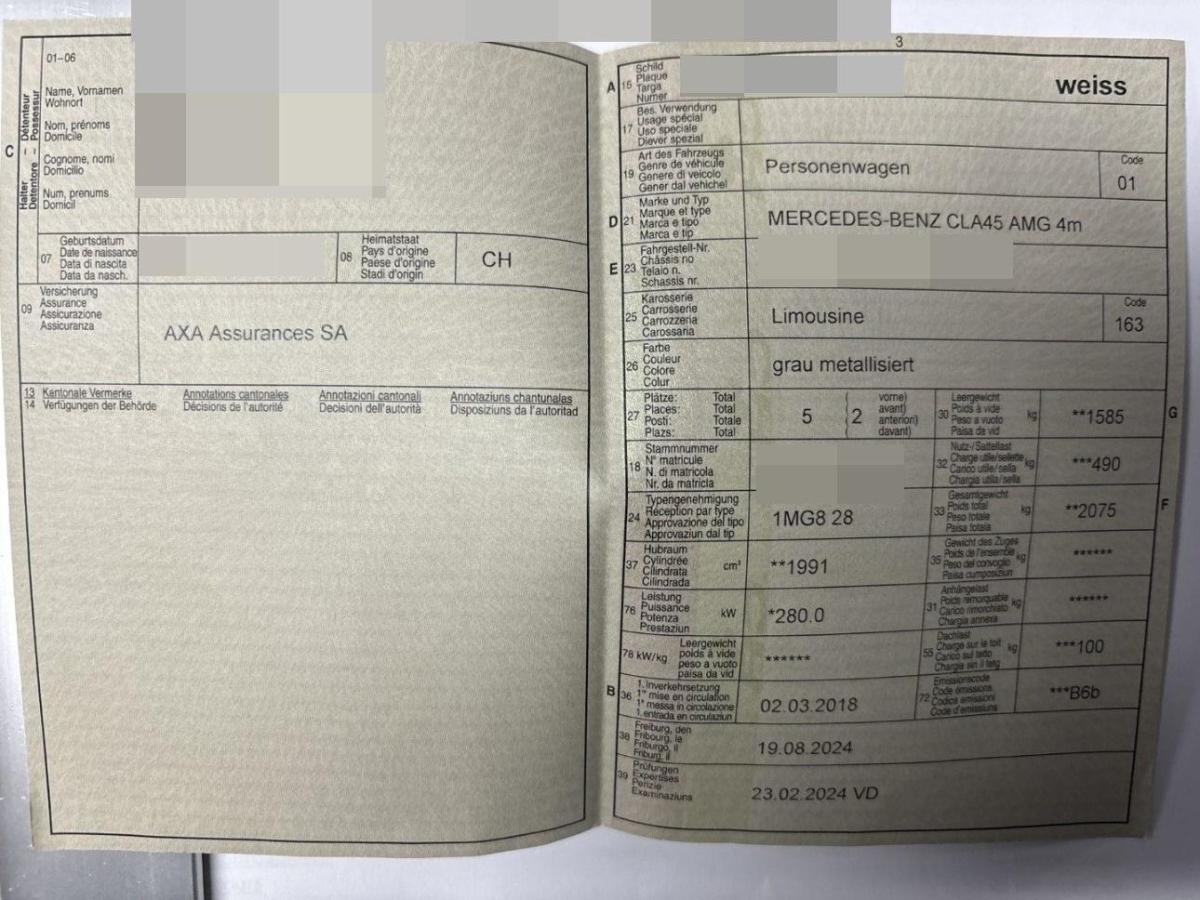 3
01-06
C
Halter – Détenteur
Detentore – Possessur
Name, Vornamen
Wohnort
Nom, prénoms
Domicile
Cognome, nomi
Domicilio
Num, prenums
Domicil
07
Geburtsdatum
Date de naissance
Data di nascita
Data da nasch.
08
Heimatstaat
Pays d'origine
Paese d'origine
Stadi d'origin
CH
09
Versicherung
Assurance
Assicurazione
Assicuranza
AXA Assurances SA
13 Kantonale Vermerke Annotations cantonales Annotazioni cantonali Annotaziuns chantunales
14 Verfügungen der Behörde Décisions de l'autorité Decisioni dell'autorità Disposiziuns da l'autoritad
A 15
Schild
Plaque
Targa
Numer
weiss
17
Bes. Verwendung
Usage spécial
Uso speciale
Diever spezial
19
Art des Fahrzeugs
Genre de véhicule
Genere di veicolo
Gener dal vehichel
Personenwagen
Code
01
D 21
Marke und Typ
Marque et type
Marca e tipo
Marca e tip
MERCEDES-BENZ CLA45 AMG 4m
E 23
Fahrgestell-Nr.
Châssis no
Telaio n.
Schassis nr.
25
Karosserie
Carrosserie
Carrozzeria
Carossaria
Limousine
Code
163
26
Farbe
Couleur
Colore
Colur
grau metallisiert
27
Plätze: Total
Places: Total
Posti: Totale
Plazs: Total
5
( 2
(
vorne)
avant)
anteriori)
davant)
30
Leergewicht
Poids à vide
Peso a vuoto
Paisa da vid
kg
**1585
G
18
Stammnummer
N° matricule
N. di matricola
Nr. da matricla
32
Nutz-/Sattellast
Charge utile/sellette
Carico utile/sella
Chargia utila/sella
kg
***490
24
Typengenehmigung
Réception par type
Approvazione del tipo
Approvaziun dal tip
1MG8 28
33
Gesamtgewicht
Poids total
Peso totale
Paisa totala
kg
**2075
F
37
Hubraum
Cylindrée
Cilindrata
Cilindrada
cm³
**1991
35
Gewicht des Zuges
Poids de l'ensemble
Peso del convoglio
Paisa cumposiziun
kg
******
76
Leistung
Puissance
Potenza
Prestaziun
kW
*280.0
31
Anhängelast
Poids remorquable
Carico rimorchiato
Chargia annexa
kg
******
78 kW/kg
Leergewicht
poids à vide
peso a vuoto
paisa da vid
******
55
Dachlast
Charge sur le toit
Carico sul tetto
Chargia sin il tetg
kg
***100
B 36
1. Inverkehrsetzung
1re mise en circulation
1a messa in circolazione
1. entrada en circulaziun
02.03.2018
72
Emissionscode
Code émissions
Codice emissioni
Code d'emissiuns
***B6b
38
Freiburg, den
Fribourg, le
Friburgo, il
Friburg, il
19.08.2024
39
Prüfungen
Expertises
Perizie
Examinaziuns
23.02.2024 VD